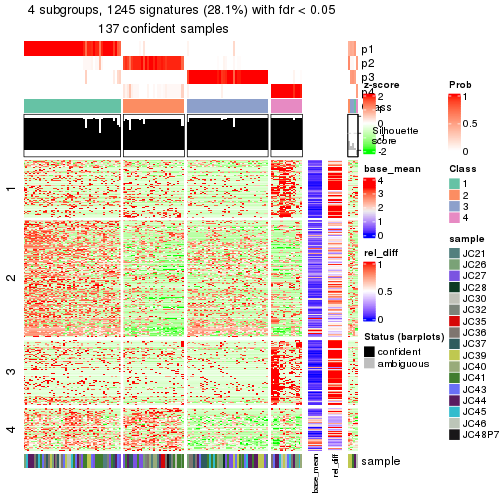 4 subgroups, 1245 signatures (28.1%) with fdr < 0.05
137 confident samples
p1
p2
p3
p4
Class
Silhouette
score
1
2
3
4
base_mean
rel_diff
sample
z-score
2
-2
base_mean
4
3
2
1
0
rel_diff
1
0.5
0
Status (barplots)
confident
ambiguous
Prob
1
0.5
0
Class
1
2
3
4
sample
JC21
JC26
JC27
JC28
JC30
JC32
JC35
JC36
JC37
JC39
JC40
JC41
JC43
JC44
JC45
JC46
JC48P7